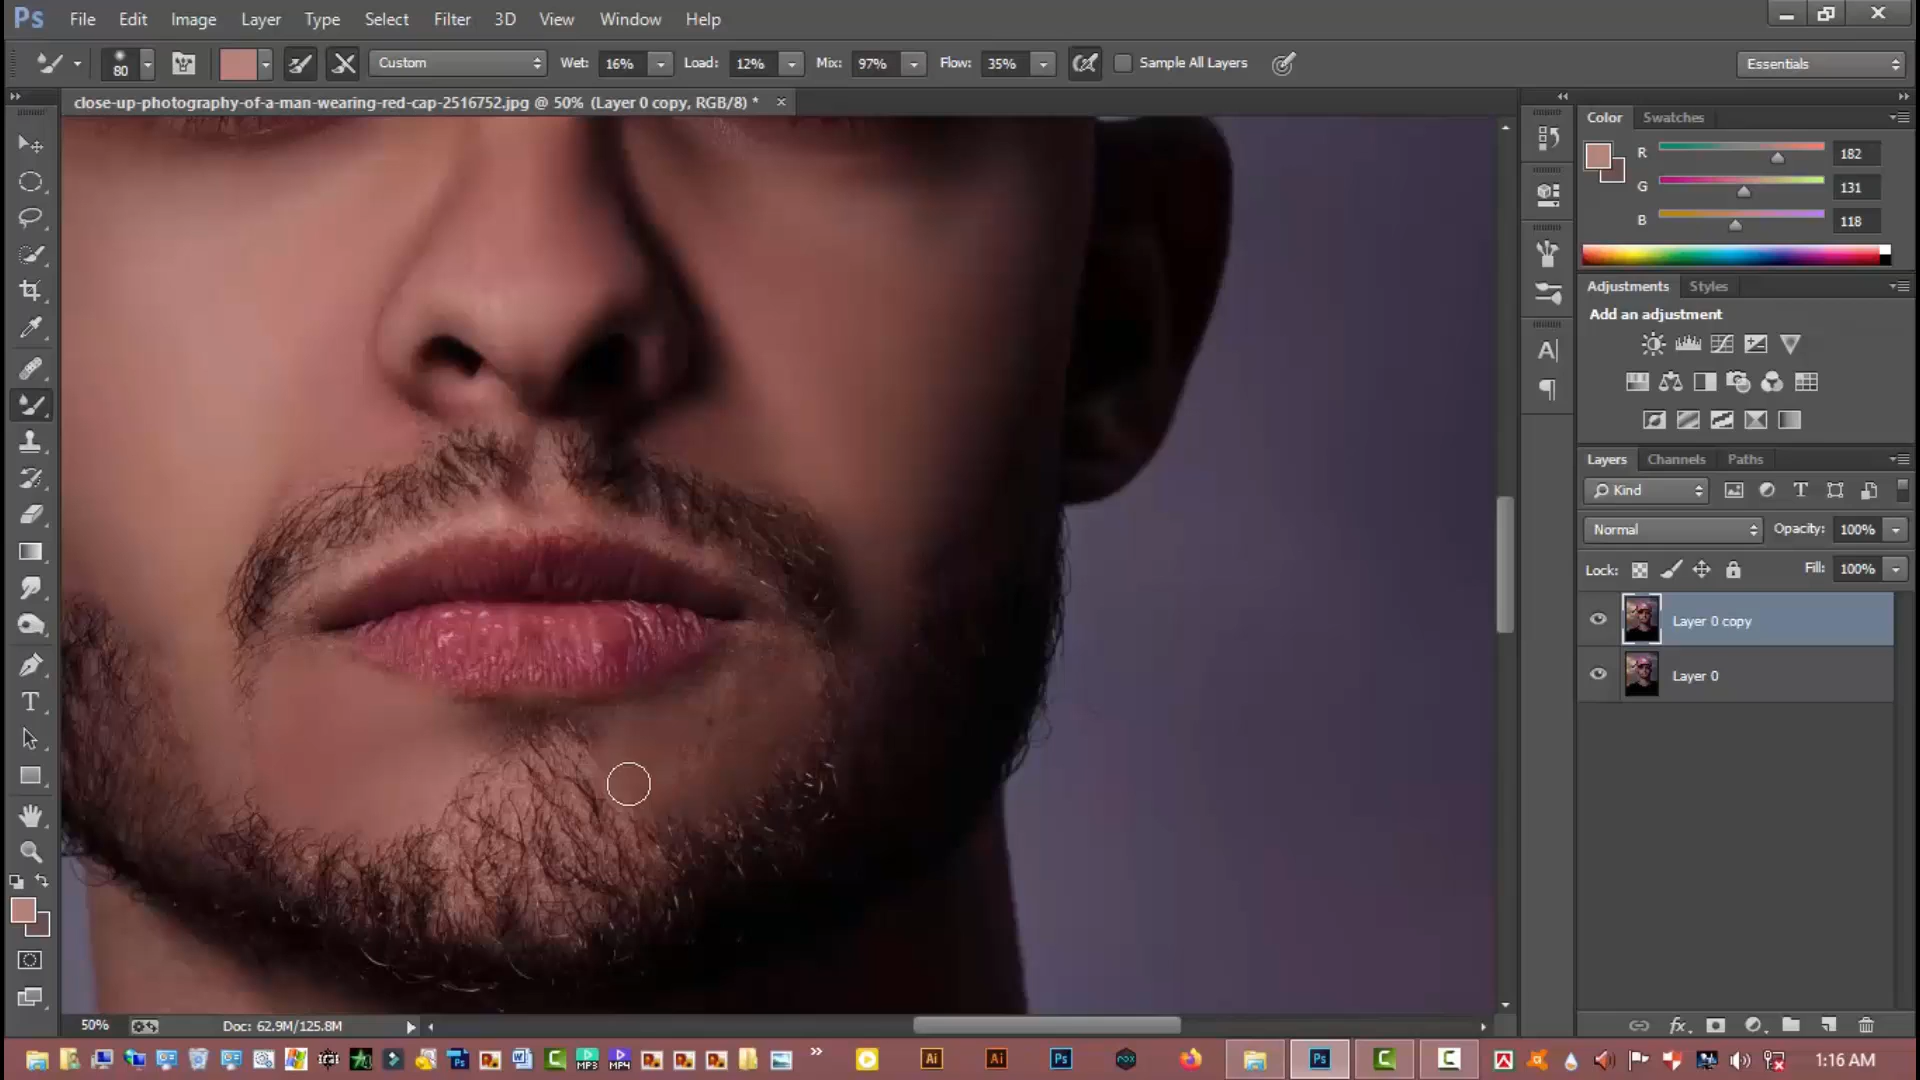 Ps File Edit Image Layer Type Select Filter 3D View Window Help
80 Custom Wet: 16% Load: 12% Mix: 97% Flow: 35% Sample All Layers Essentials
close-up-photography-of-a-man-wearing-red-cap-2516752.jpg @ 50% (Layer 0 copy, RGB/8) *
Color Swatches
R 182
G 131
B 118
Adjustments Styles
Add an adjustment
Layers Channels Paths
Kind
Normal Opacity: 100%
Lock: Fill: 100%
Layer 0 copy
Layer 0
50% Doc: 62.9M/125.8M
1:16 AM